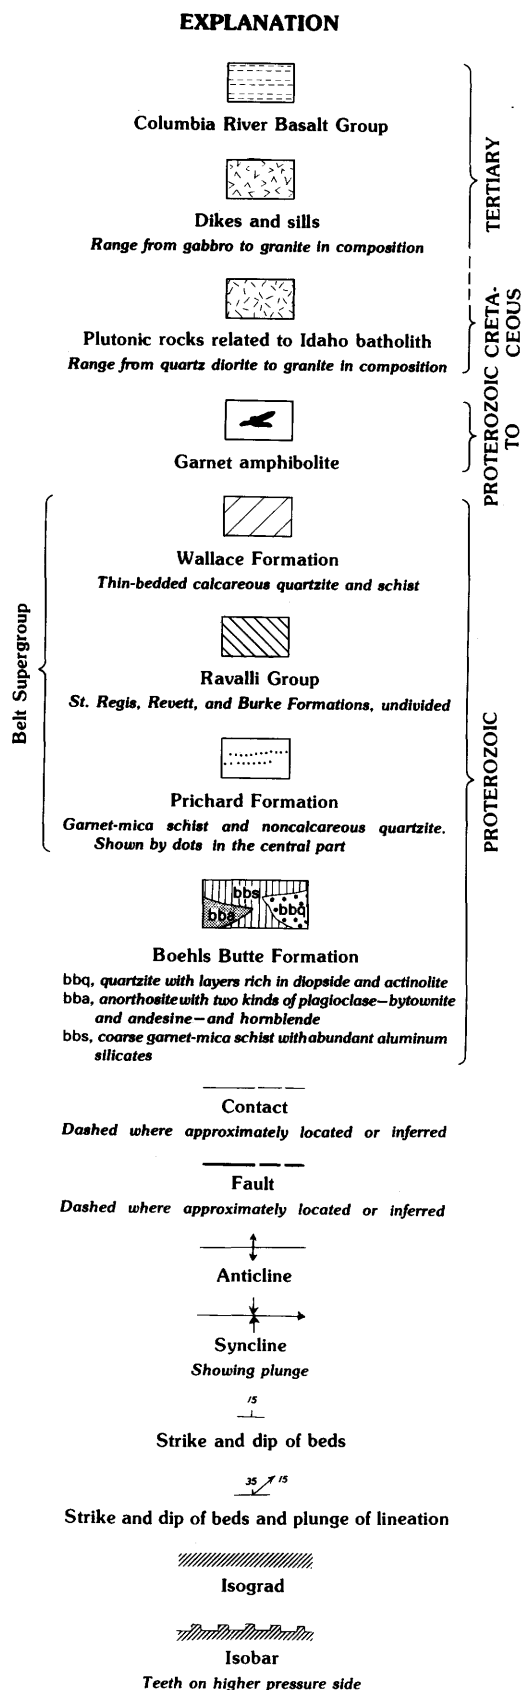 EXPLANATION
Columbia River Basalt Group
Dikes and sills
Range from gabbro to granite in composition
TERTIARY
Plutonic rocks related to Idaho batholith
Range from quartz diorite to granite in composition
CRETA-
CEOUS
Garnet amphibolite
PROTEROZOIC
TO
Belt Supergroup
Wallace Formation
Thin-bedded calcareous quartzite and schist
Ravalli Group
St. Regis, Revett, and Burke Formations, undivided
Prichard Formation
Garnet-mica schist and noncalcareous quartzite.
Shown by dots in the central part
PROTEROZOIC
bbs
bba
bbq
Boehls Butte Formation
bbq, quartzite with layers rich in diopside and actinolite
bba, anorthosite with two kinds of plagioclase—bytownite
and andesine—and hornblende
bbs, coarse garnet-mica schist with abundant aluminum
silicates
Contact
Dashed where approximately located or inferred
Fault
Dashed where approximately located or inferred
Anticline
Syncline
Showing plunge
15
Strike and dip of beds
35 15
Strike and dip of beds and plunge of lineation
Isograd
Isobar
Teeth on higher pressure side